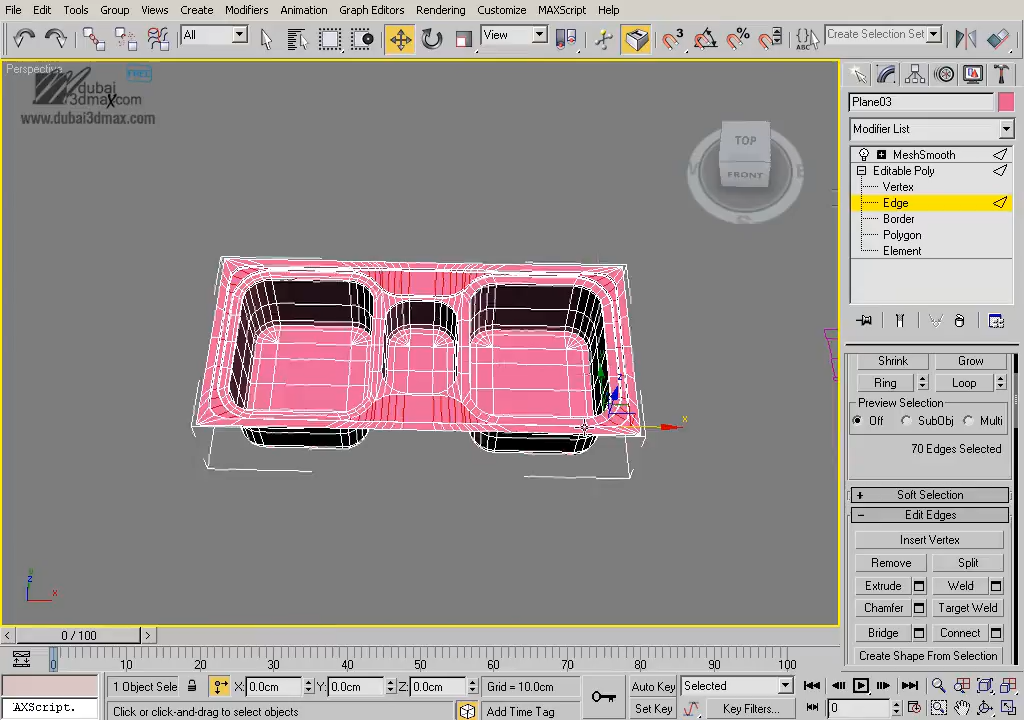 File Edit Tools Group Views Create Modifiers Animation Graph Editors Rendering Customize MAXScript Help
All View 3 Create Selection Set
Perspective
FREE
dubai
3dmaxcom
www.dubai3dmax.com
TOP
FRONT
S
z
x
z
x
Plane03
Modifier List
MeshSmooth
Editable Poly
Vertex
Edge
Border
Polygon
Element
Shrink Grow
Ring Loop
Preview Selection
Off SubObj Multi
70 Edges Selected
+ Soft Selection
- Edit Edges
Insert Vertex
Remove Split
Extrude Weld
Chamfer Target Weld
Bridge Connect
Create Shape From Selection
< 0 / 100 >
0 10 20 30 40 50 60 70 80 90 100
1 Object Sele X: 0.0cm Y: 0.0cm Z: 0.0cm Grid = 10.0cm Auto Key Selected
AXScript. Click or click-and-drag to select objects Add Time Tag Set Key Key Filters... 0